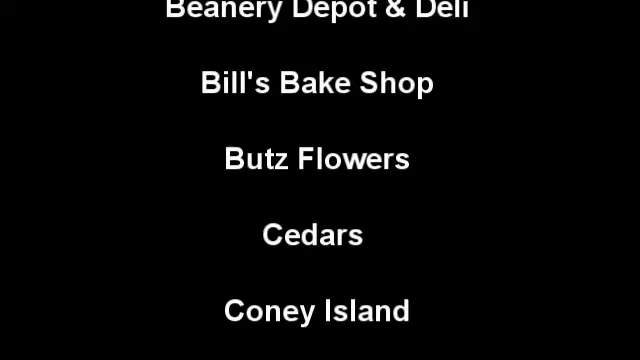 Beanery Depot & Deli
Bill's Bake Shop
Butz Flowers
Cedars
Coney Island